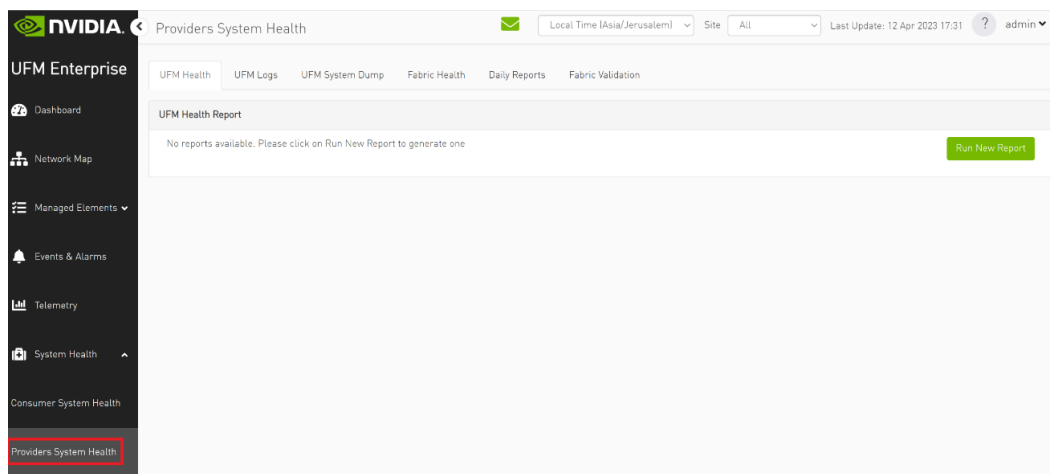 NVIDIA.
Providers System Health
Local Time (Asia/Jerusalem)
Site
All
Last Update: 12 Apr 2023 17:31
?
admin
UFM Enterprise
UFM Health
UFM Logs
UFM System Dump
Fabric Health
Daily Reports
Fabric Validation
Dashboard
UFM Health Report
No reports available. Please click on Run New Report to generate one
Run New Report
Network Map
Managed Elements
Events & Alarms
Telemetry
System Health
Consumer System Health
Providers System Health